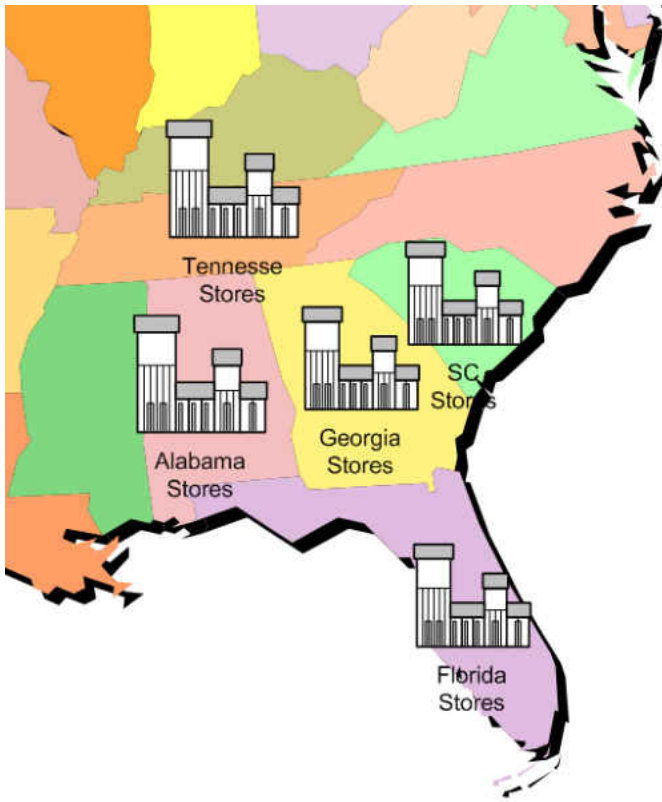 Tennesse
Stores
SC
Stores
Georgia
Stores
Alabama
Stores
Florida
Stores